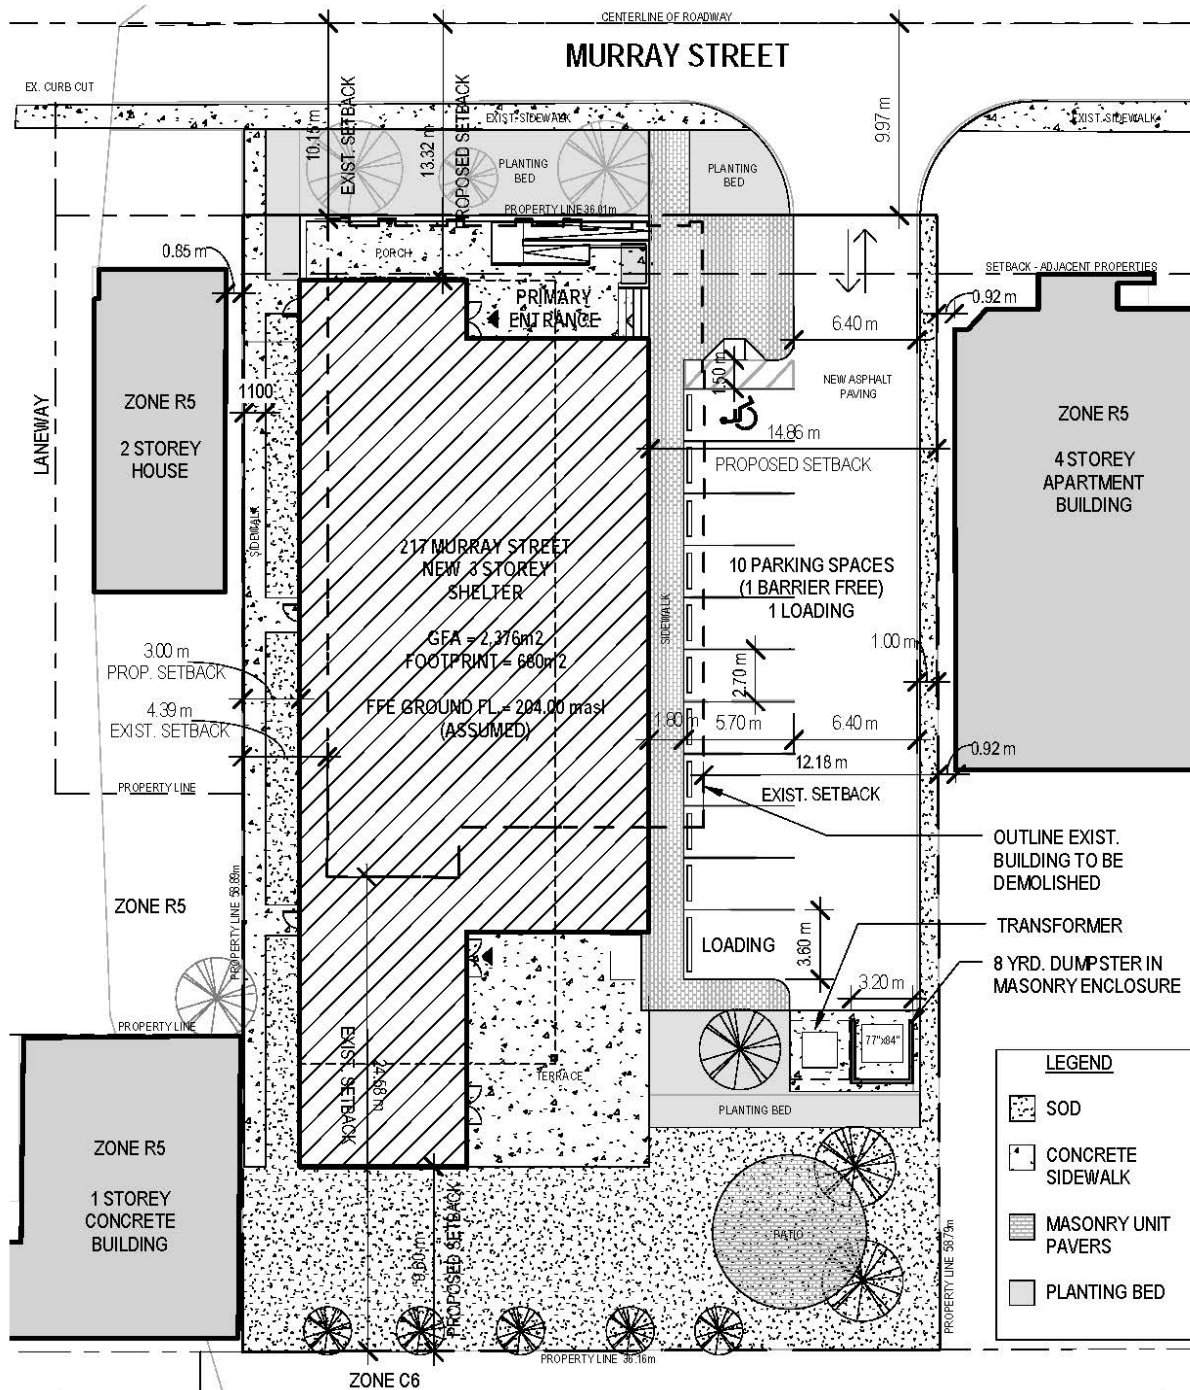 CENTERLINE OF ROADWAY
MURRAY STREET
EX. CURB CUT
EXIST. SIDEWALK
EXIST. SIDEWALK
10.15 m
EXIST. SETBACK
13.32 m
PROPOSED SETBACK
9.97 m
PLANTING
BED
PLANTING
BED
PROPERTY LINE 36.01m
0.85 m
PORCH
SETBACK - ADJACENT PROPERTIES
PRIMARY
ENTRANCE
0.92 m
6.40 m
1.50 m
NEW ASPHALT
PAVING
LANEWAY
ZONE R5
2 STOREY
HOUSE
1100
14.86 m
PROPOSED SETBACK
ZONE R5
4 STOREY
APARTMENT
BUILDING
SIDEWALK
217 MURRAY STREET
NEW 3 STOREY
SHELTER
GFA = 2,376m2
FOOTPRINT = 680m2
FFE GROUND FL. = 204.00 masl
(ASSUMED)
SIDEWALK
10 PARKING SPACES
(1 BARRIER FREE)
1 LOADING
1.00 m
2.70 m
3.00 m
PROP. SETBACK
4.39 m
EXIST. SETBACK
1.80 m
5.70 m
6.40 m
12.18 m
EXIST. SETBACK
0.92 m
PROPERTY LINE
OUTLINE EXIST.
BUILDING TO BE
DEMOLISHED
ZONE R5
PROPERTY LINE 58.89m
LOADING
3.60 m
TRANSFORMER
3.20 m
8 YRD. DUMPSTER IN
MASONRY ENCLOSURE
PROPERTY LINE
77"x84"
EXIST. SETBACK
24.68 m
TERRACE
PLANTING BED
LEGEND
SOD
CONCRETE
SIDEWALK
MASONRY UNIT
PAVERS
PLANTING BED
ZONE R5
1 STOREY
CONCRETE
BUILDING
PROPOSED SETBACK
PATIO
PROPERTY LINE 58.79m
PROPERTY LINE 36.16m
ZONE C6